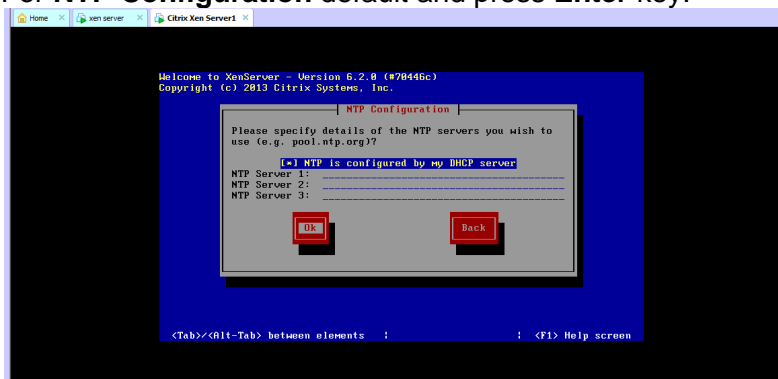 NTP Configuration default and press Enter key.
Home × xen server × Citrix Xen Server1 ×
Welcome to XenServer - Version 6.2.0 (#70446c)
Copyright (c) 2013 Citrix Systems, Inc.
NTP Configuration
Please specify details of the NTP servers you wish to
use (e.g. pool.ntp.org)?
[*] NTP is configured by my DHCP server
NTP Server 1:
NTP Server 2:
NTP Server 3:
Ok Back
<Tab>/<Alt-Tab> between elements | | <F1> Help screen